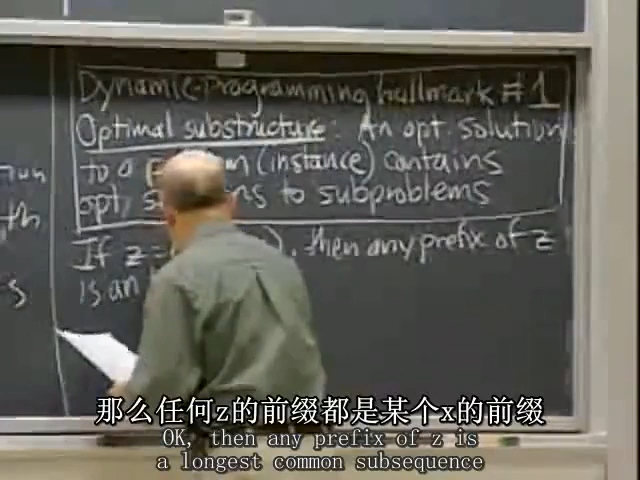 Dynamic-programming hallmark #1
Optimal substructure: An opt. solution
to a (instance) contains
opt, to subproblems
If z = ), then any prefix of z
is an
那么任何z的前缀都是某个x的前缀
OK, then any prefix of z is
a longest common subsequence